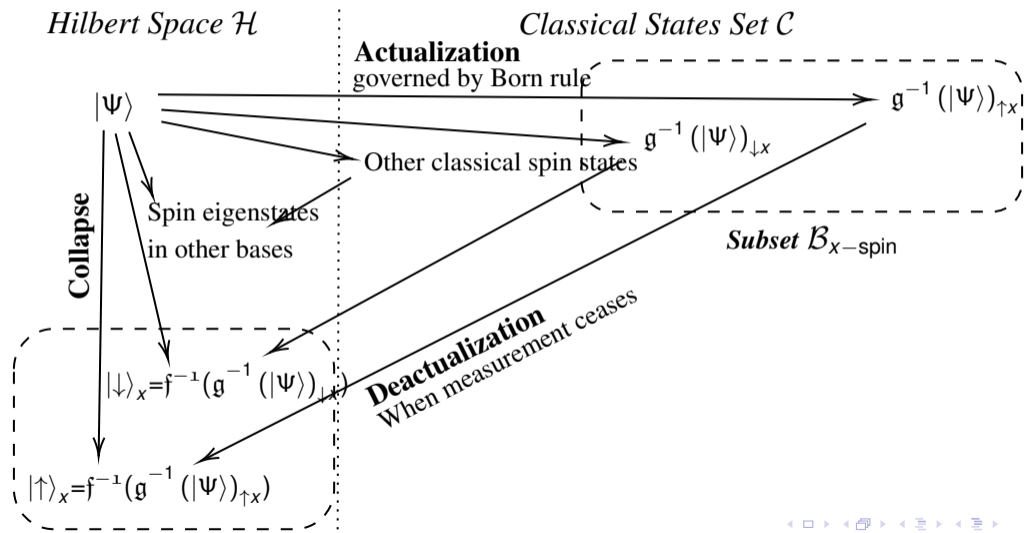 Hilbert Space ℋ
Classical States Set 𝒞
Actualization
governed by Born rule
|Ψ⟩
𝔤⁻¹ (|Ψ⟩)↑x
𝔤⁻¹ (|Ψ⟩)↓x
Other classical spin states
Spin eigenstates
in other bases
Collapse
Subset ℬx−spin
Deactualization
When measurement ceases
|↓⟩x=𝔣⁻¹(𝔤⁻¹ (|Ψ⟩)↓x)
|↑⟩x=𝔣⁻¹(𝔤⁻¹ (|Ψ⟩)↑x)